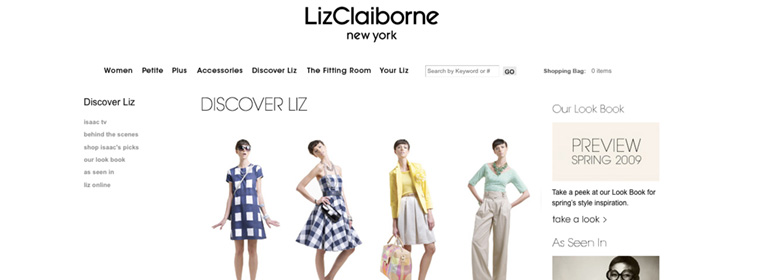 LizClaiborne
new york
Women Petite Plus Accessories Discover Liz The Fitting Room Your Liz Search by Keyword or # GO Shopping Bag: 0 items
Discover Liz
isaac tv
behind the scenes
shop isaac's picks
our look book
as seen in
liz online
DISCOVER LIZ
Our Look Book
PREVIEW
SPRING 2009
Take a peek at our Look Book for
spring's style inspiration.
take a look >
As Seen In